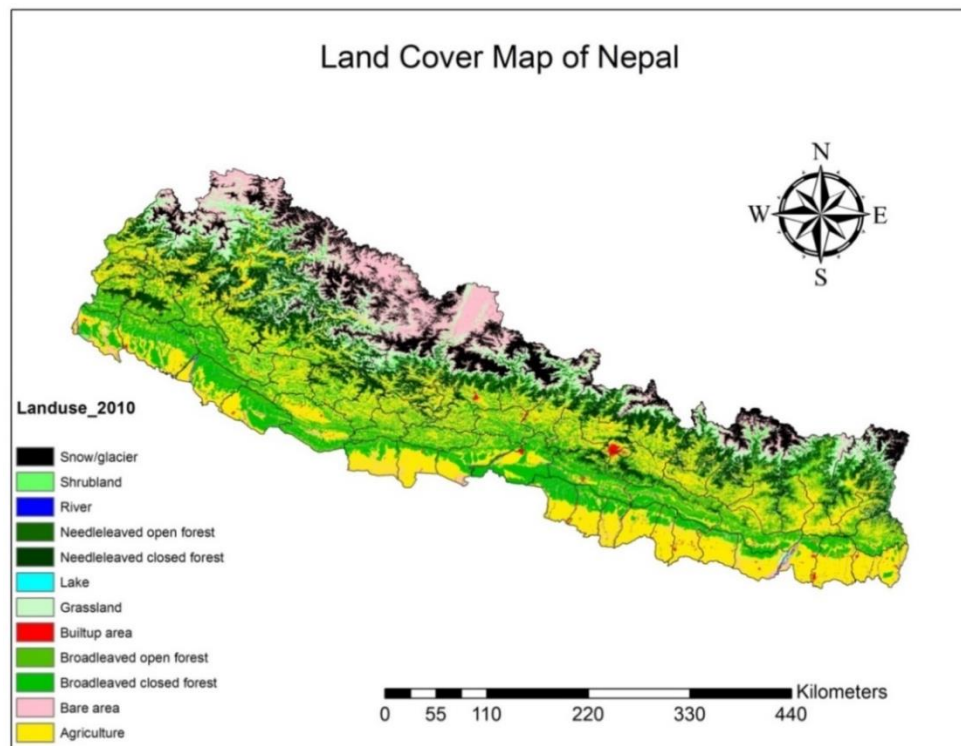 Land Cover Map of Nepal
N
W E
S
Landuse_2010
Snow/glacier
Shrubland
River
Needleleaved open forest
Needleleaved closed forest
Lake
Grassland
Builtup area
Broadleaved open forest
Broadleaved closed forest
Bare area
Agriculture
Kilometers
0 55 110 220 330 440